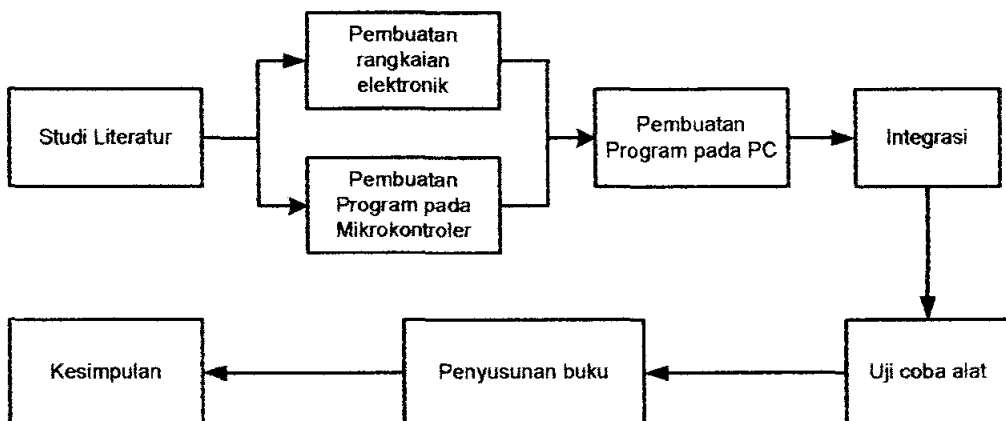 Studi Literatur
Pembuatan
rangkaian
elektronik
Pembuatan
Program pada
Mikrokontroler
Pembuatan
Program pada PC
Integrasi
Uji coba alat
Penyusunan buku
Kesimpulan